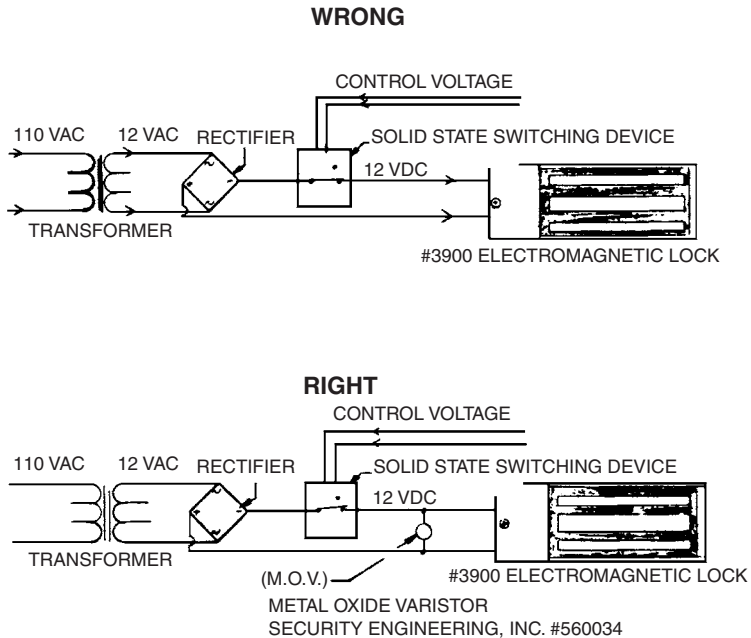 WRONG
CONTROL VOLTAGE
110 VAC
12 VAC
RECTIFIER
SOLID STATE SWITCHING DEVICE
12 VDC
TRANSFORMER
#3900 ELECTROMAGNETIC LOCK
RIGHT
CONTROL VOLTAGE
110 VAC
12 VAC
RECTIFIER
SOLID STATE SWITCHING DEVICE
12 VDC
TRANSFORMER
(M.O.V.)
#3900 ELECTROMAGNETIC LOCK
METAL OXIDE VARISTOR
SECURITY ENGINEERING, INC. #560034